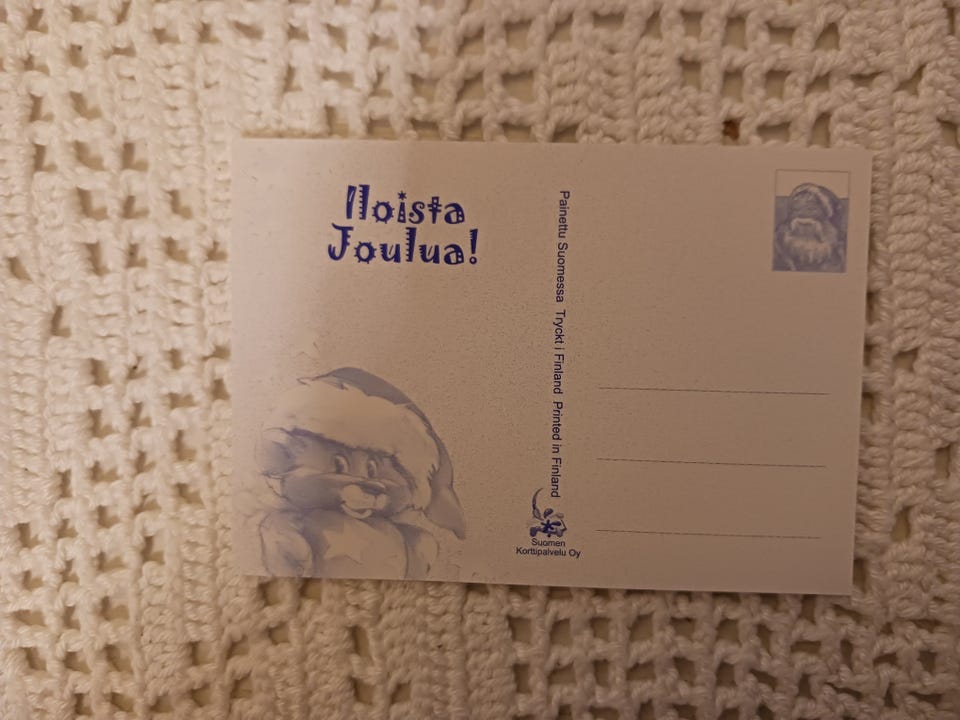 Iloista
Joulua!
Painettu Suomessa Tryckt i Finland Printed in Finland
Suomen
Korttipalvelu Oy